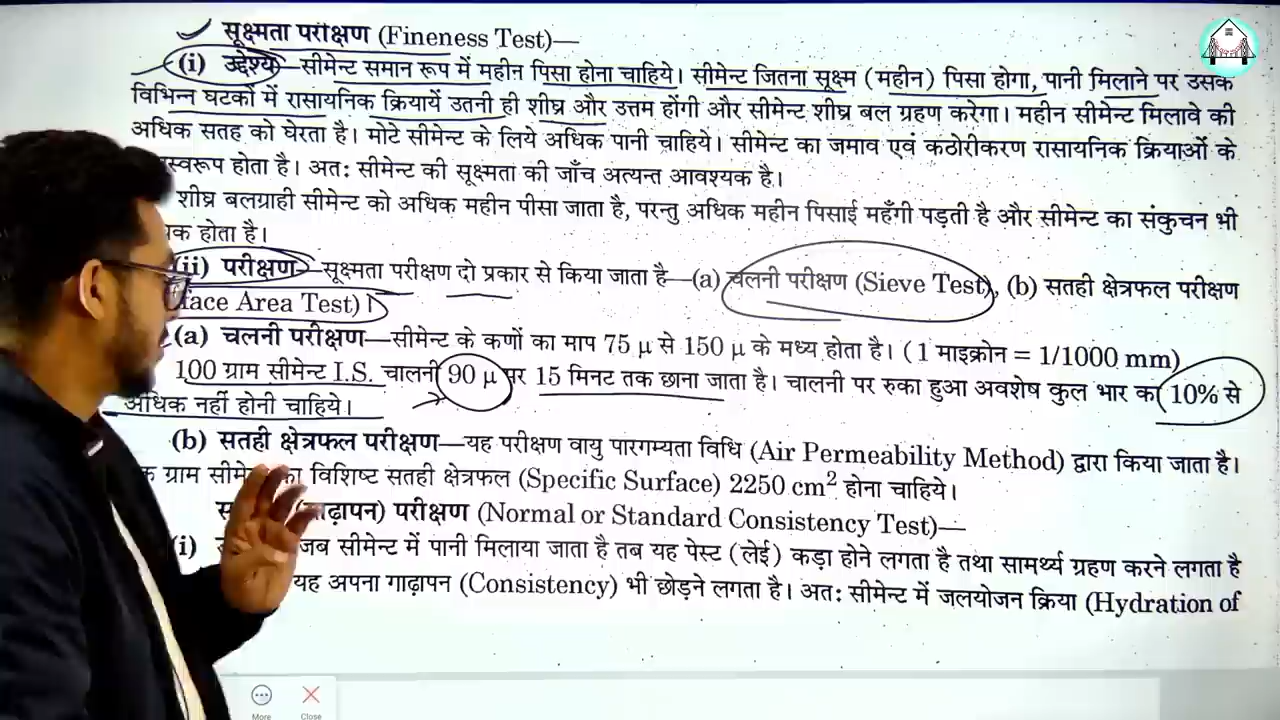 सूक्ष्मता परीक्षण (Fineness Test)—
(i) उद्देश्य—सीमेन्ट समान रूप में महीन पिसा होना चाहिये। सीमेन्ट जितना सूक्ष्म (महीन) पिसा होगा, पानी मिलाने पर उसके
विभिन्न घटकों में रासायनिक क्रियायें उतनी ही शीघ्र और उत्तम होंगी और सीमेन्ट शीघ्र बल ग्रहण करेगा। महीन सीमेन्ट मिलावे की
अधिक सतह को घेरता है। मोटे सीमेन्ट के लिये अधिक पानी चाहिये। सीमेन्ट का जमाव एवं कठोरीकरण रासायनिक क्रियाओं के
स्वरूप होता है। अतः सीमेन्ट की सूक्ष्मता की जाँच अत्यन्त आवश्यक है।
शीघ्र बलग्राही सीमेन्ट को अधिक महीन पीसा जाता है, परन्तु अधिक महीन पिसाई महँगी पड़ती है और सीमेन्ट का संकुचन भी
होता है।
(ii) परीक्षण—सूक्ष्मता परीक्षण दो प्रकार से किया जाता है—(a) चलनी परीक्षण (Sieve Test), (b) सतही क्षेत्रफल परीक्षण
Area Test)।
(a) चलनी परीक्षण—सीमेन्ट के कणों का माप 75 μ से 150 μ के मध्य होता है। (1 माइक्रोन = 1/1000 mm)
100 ग्राम सीमेन्ट I.S. चालनी 90 μ पर 15 मिनट तक छाना जाता है। चालनी पर रुका हुआ अवशेष कुल भार का 10% से
अधिक नहीं होनी चाहिये।
(b) सतही क्षेत्रफल परीक्षण—यह परीक्षण वायु पारगम्यता विधि (Air Permeability Method) द्वारा किया जाता है।
ग्राम का विशिष्ट सतही क्षेत्रफल (Specific Surface) 2250 cm² होना चाहिये।
परीक्षण (Normal or Standard Consistency Test)—
(i) जब सीमेन्ट में पानी मिलाया जाता है तब यह पेस्ट (लेई) कड़ा होने लगता है तथा सामर्थ्य ग्रहण करने लगता है
यह अपना गाढ़ापन (Consistency) भी छोड़ने लगता है। अतः सीमेन्ट में जलयोजन क्रिया (Hydration of
More Close